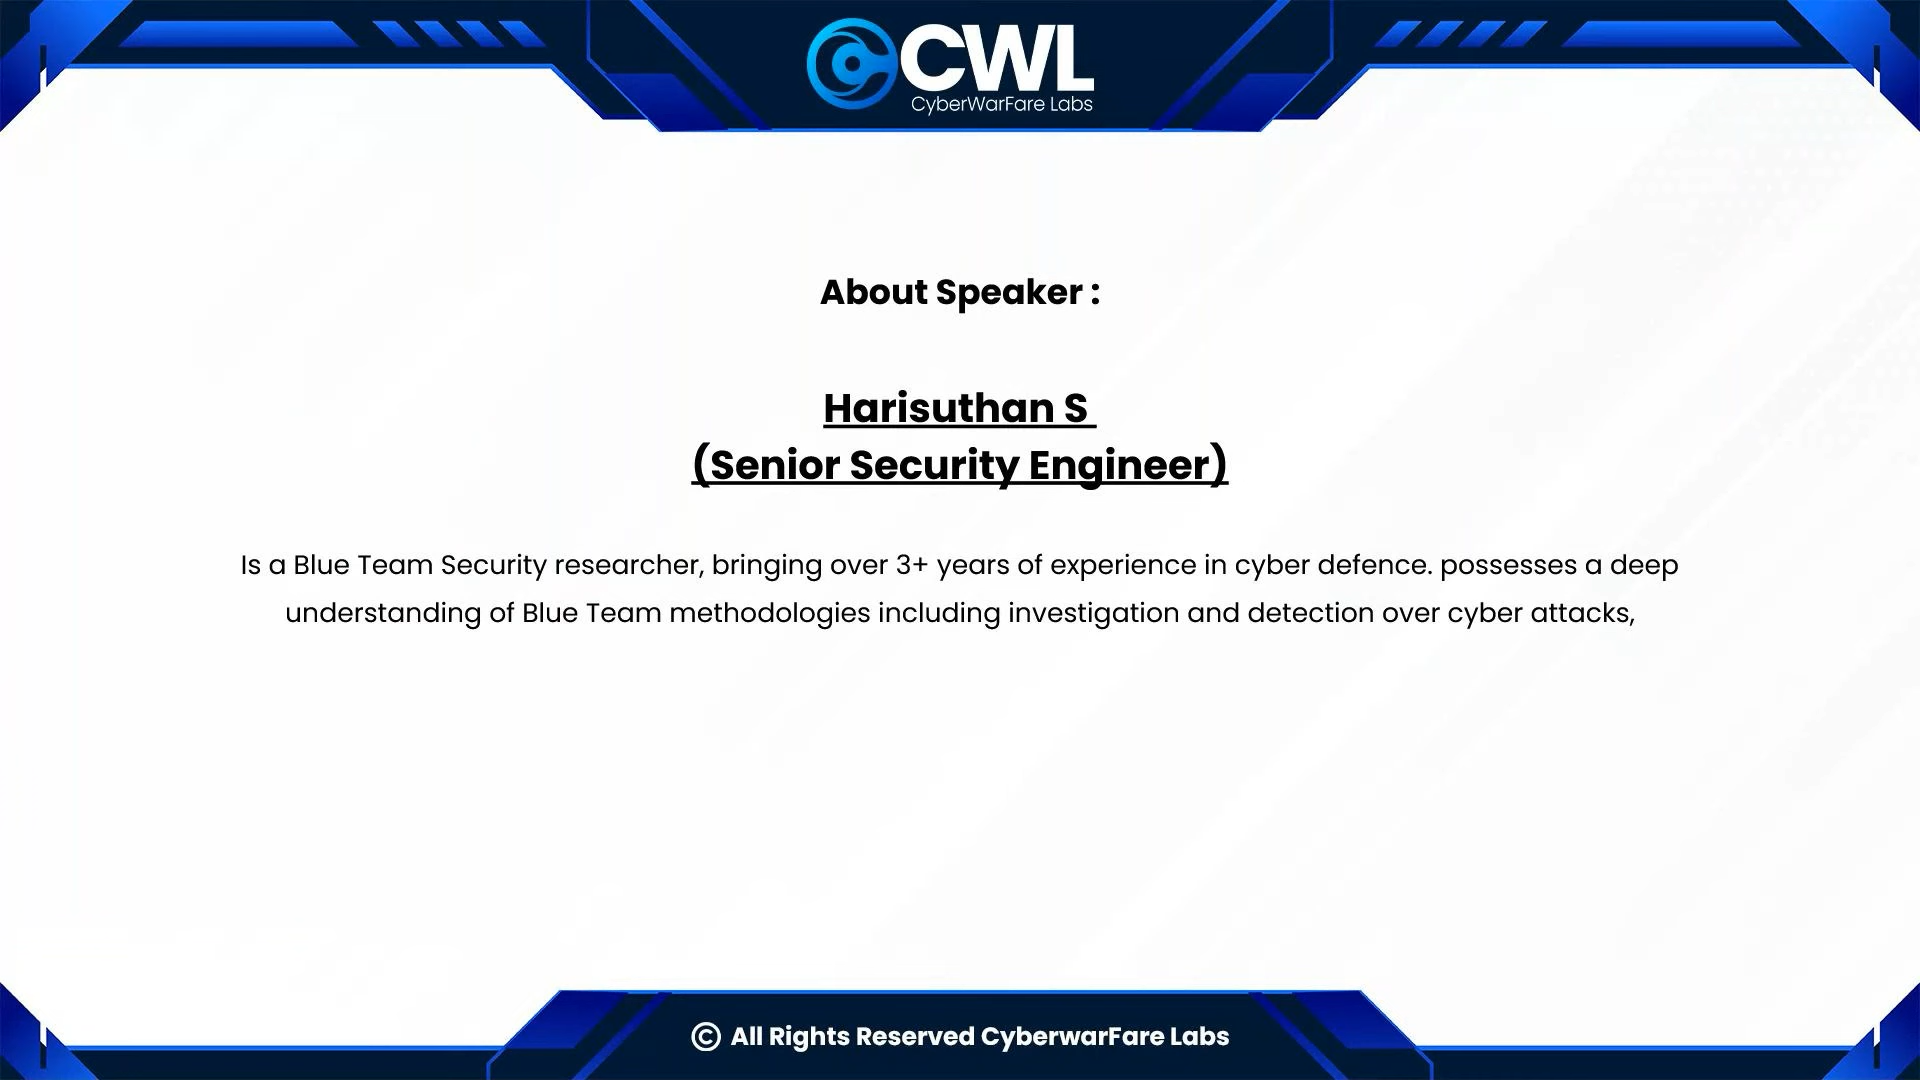 CWL
CyberWarFare Labs
About Speaker :
Harisuthan S
(Senior Security Engineer)
Is a Blue Team Security researcher, bringing over 3+ years of experience in cyber defence. possesses a deep
understanding of Blue Team methodologies including investigation and detection over cyber attacks,
© All Rights Reserved CyberwarFare Labs